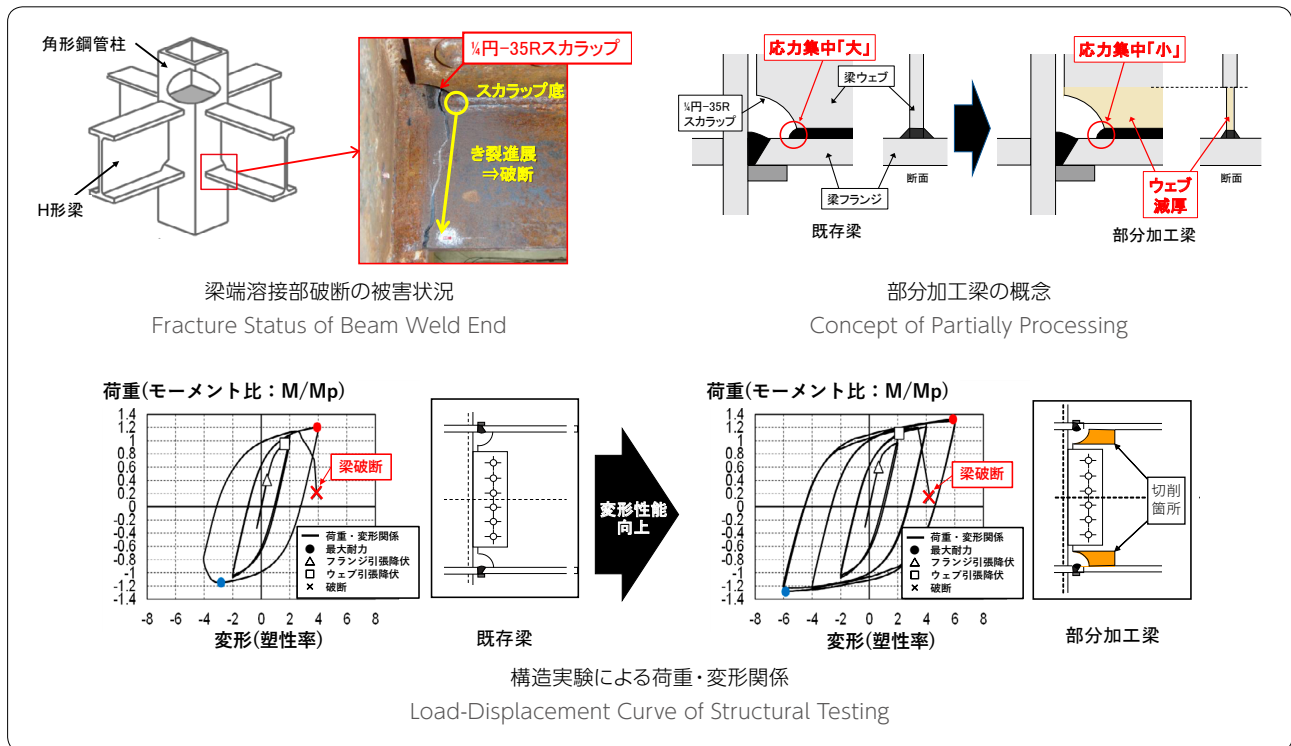 角形鋼管柱
H形梁
¼円-35Rスカラップ
スカラップ底
き裂進展
⇒破断
梁端溶接部破断の被害状況
Fracture Status of Beam Weld End
応力集中「大」
梁ウェブ
¼円-35R
スカラップ
梁フランジ
断面
既存梁
応力集中「小」
ウェブ
減厚
断面
部分加工梁
部分加工梁の概念
Concept of Partially Processing
荷重(モーメント比：M/Mp)
1.4
1.2
1
0.8
0.6
0.4
0.2
0
-0.2
-0.4
-0.6
-0.8
-1
-1.2
-1.4
-8 -6 -4 -2 0 2 4 6 8
変形(塑性率)
梁破断
荷重・変形関係
最大耐力
フランジ引張降伏
ウェブ引張降伏
破断
既存梁
変形性能
向上
荷重(モーメント比：M/Mp)
1.4
1.2
1
0.8
0.6
0.4
0.2
0
-0.2
-0.4
-0.6
-0.8
-1
-1.2
-1.4
-8 -6 -4 -2 0 2 4 6 8
変形(塑性率)
梁破断
荷重・変形関係
最大耐力
フランジ引張降伏
ウェブ引張降伏
破断
切削
箇所
部分加工梁
構造実験による荷重・変形関係
Load-Displacement Curve of Structural Testing